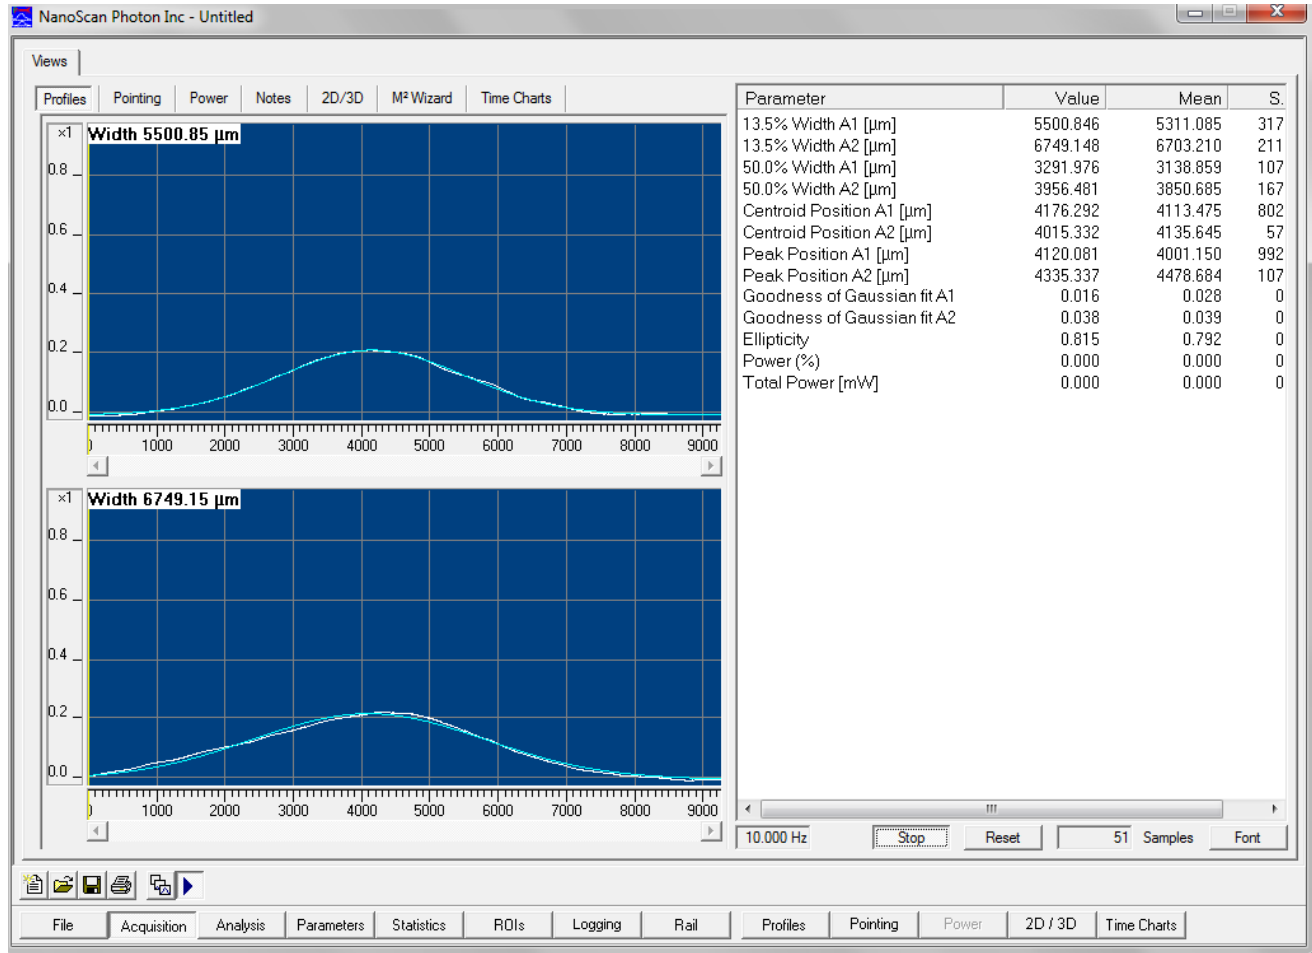 NanoScan Photon Inc - Untitled
Views
Profiles Pointing Power Notes 2D/3D M² Wizard Time Charts
x1 Width 5500.85 µm
0.8
0.6
0.4
0.2
0.0
1000 2000 3000 4000 5000 6000 7000 8000 9000
x1 Width 6749.15 µm
0.8
0.6
0.4
0.2
0.0
1000 2000 3000 4000 5000 6000 7000 8000 9000
Parameter Value Mean S.
13.5% Width A1 [µm] 5500.846 5311.085 317
13.5% Width A2 [µm] 6749.148 6703.210 211
50.0% Width A1 [µm] 3291.976 3138.859 107
50.0% Width A2 [µm] 3956.481 3850.685 167
Centroid Position A1 [µm] 4176.292 4113.475 802
Centroid Position A2 [µm] 4015.332 4135.645 57
Peak Position A1 [µm] 4120.081 4001.150 992
Peak Position A2 [µm] 4335.337 4478.684 107
Goodness of Gaussian fit A1 0.016 0.028 0
Goodness of Gaussian fit A2 0.038 0.039 0
Ellipticity 0.815 0.792 0
Power (%) 0.000 0.000 0
Total Power [mW] 0.000 0.000 0
10.000 Hz Stop Reset 51 Samples Font
File Acquisition Analysis Parameters Statistics ROIs Logging Rail Profiles Pointing Power 2D / 3D Time Charts